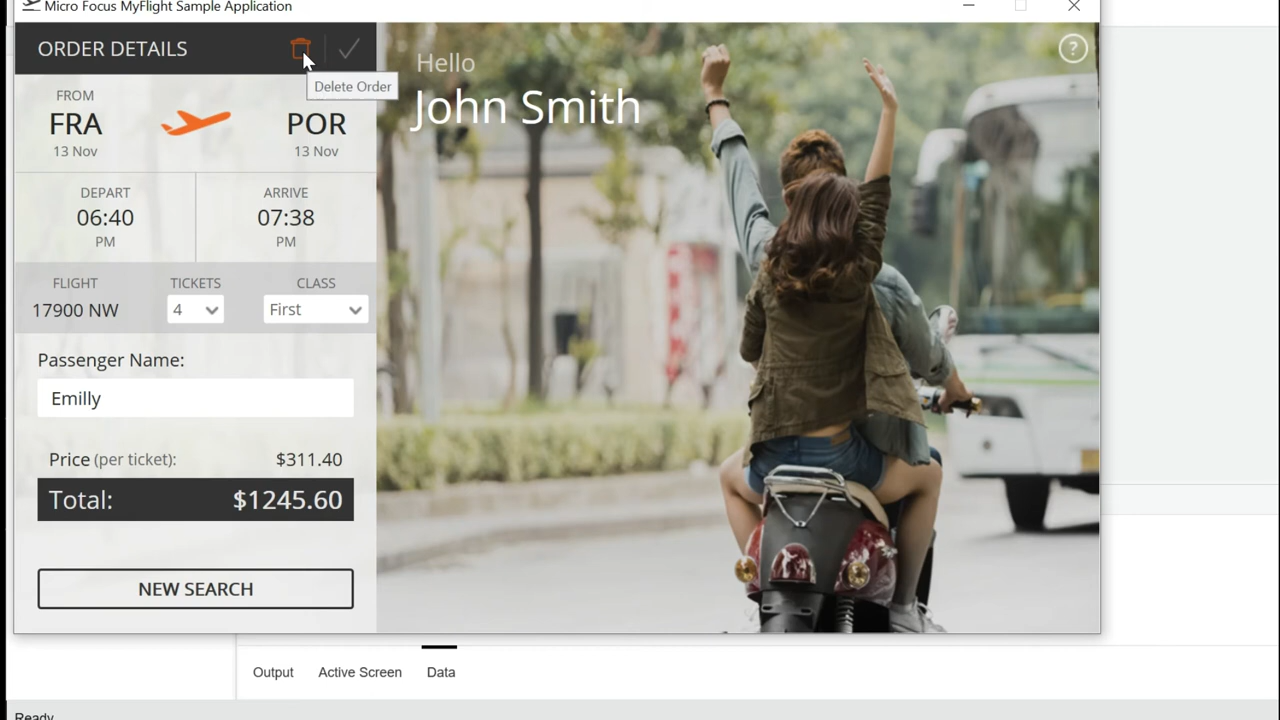 Micro Focus MyFlight Sample Application
ORDER DETAILS
Delete Order
?
Hello
John Smith
FROM
FRA
13 Nov
POR
13 Nov
DEPART
06:40
PM
ARRIVE
07:38
PM
FLIGHT
17900 NW
TICKETS
4
CLASS
First
Passenger Name:
Emilly
Price (per ticket): $311.40
Total: $1245.60
NEW SEARCH
Output Active Screen Data
Ready